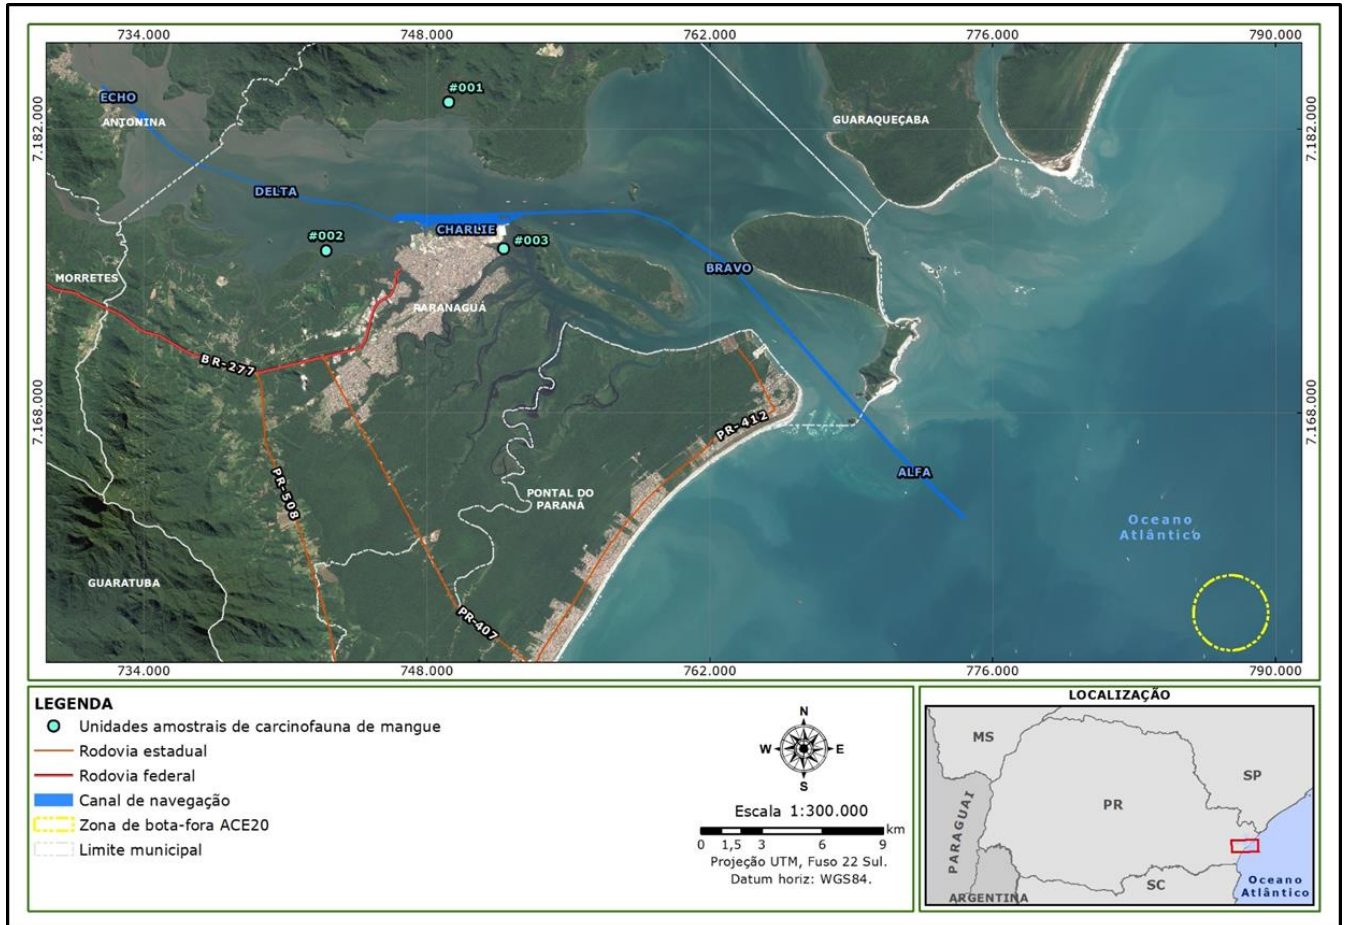 734.000 748.000 762.000 776.000 790.000
7.182.000
7.182.000
#001
ECHO
ANTONINA
GUARAQUEÇABA
DELTA
CHARLIE
#002
#003
MORRETES
BRAVO
PARANAGUÁ
BR-277
7.168.000
7.168.000
PR-412
ALFA
PR-508
PONTAL DO
PARANÁ
Oceano
Atlântico
GUARATUBA
PR-407
734.000 748.000 762.000 776.000 790.000
LEGENDA
Unidades amostrais de carcinofauna de mangue
Rodovia estadual
Rodovia federal
Canal de navegação
Zona de bota-fora ACE20
Limite municipal
N
W E
S
Escala 1:300.000
km
0 1,5 3 6 9
Projeção UTM, Fuso 22 Sul.
Datum horiz: WGS84.
LOCALIZAÇÃO
MS
SP
PR
PARAGUAI
SC
Oceano
Atlântico
ARGENTINA